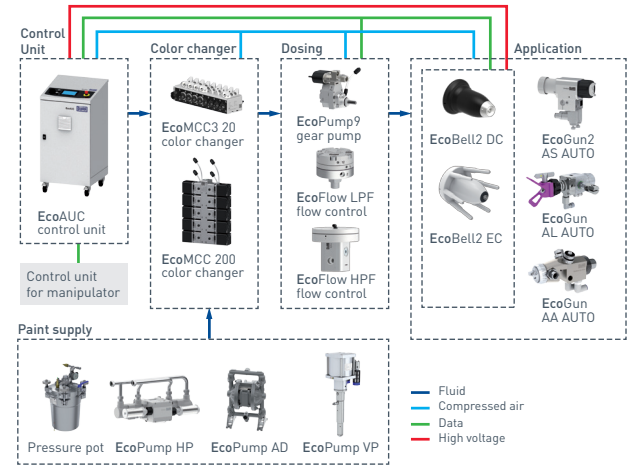 Control
Unit
Color changer
Dosing
Application
EcoAUC
control unit
Control unit
for manipulator
EcoMCC3 20
color changer
EcoMCC 200
color changer
EcoPump9
gear pump
EcoFlow LPF
flow control
EcoFlow HPF
flow control
EcoBell2 DC
EcoBell2 EC
EcoGun2
AS AUTO
EcoGun
AL AUTO
EcoGun
AA AUTO
Paint supply
Pressure pot
EcoPump HP
EcoPump AD
EcoPump VP
Fluid
Compressed air
Data
High voltage